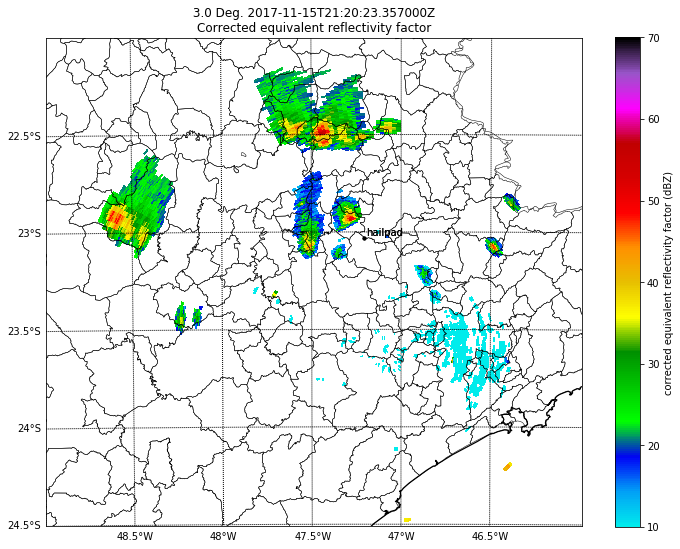 3.0 Deg. 2017-11-15T21:20:23.357000Z
Corrected equivalent reflectivity factor
22.5°S
23°S
23.5°S
24°S
24.5°S
48.5°W
48°W
47.5°W
47°W
46.5°W
hailpad
70
60
50
40
30
20
10
corrected equivalent reflectivity factor (dBZ)